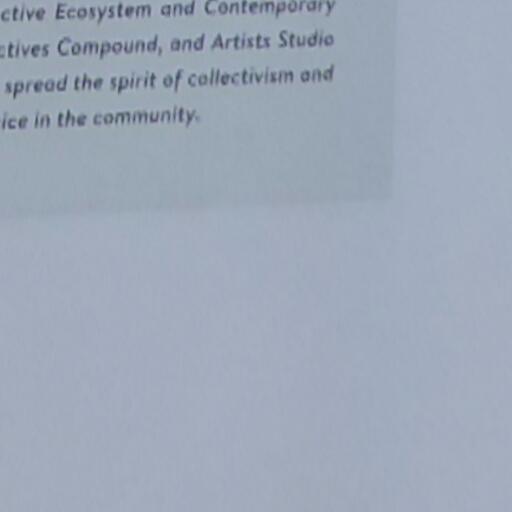 ctive Ecosystem and Contemporary
ctives Compound, and Artists Studio
spread the spirit of collectivism and
ice in the community.